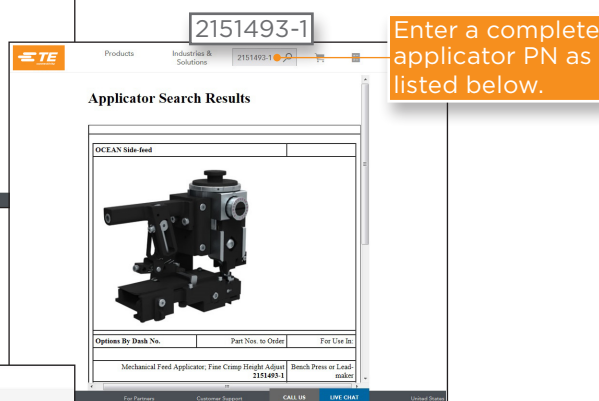 2151493-1
Enter a complete
applicator PN as
listed below.
TE
Products
Industries &
Solutions
2151493-1
Applicator Search Results
OCEAN Side-feed
Options By Dash No.
Part Nos. to Order
For Use In:
Mechanical Feed Applicator; Fine Crimp Height Adjust
2151493-1
Bench Press or Lead-
maker
For Partners
Customer Support
CALL US
LIVE CHAT
United States